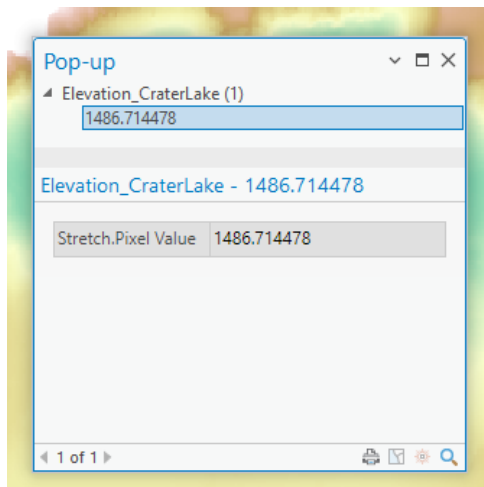 Pop-up
Elevation_CraterLake (1)
1486.714478
Elevation_CraterLake - 1486.714478
Stretch.Pixel Value 1486.714478
1 of 1